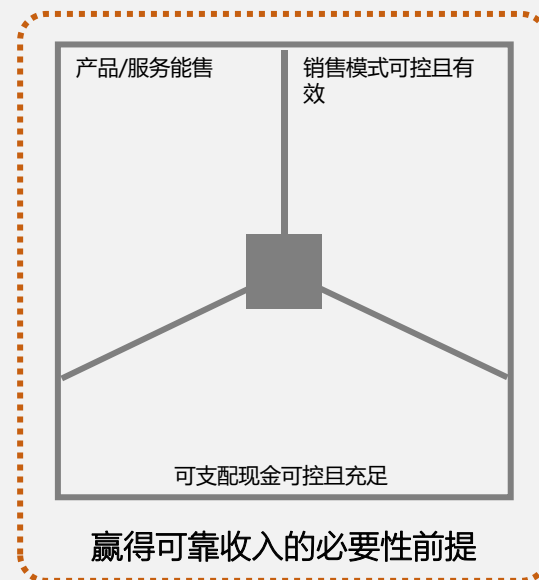 产品/服务能售
销售模式可控且有
效
可支配现金可控且充足
赢得可靠收入的必要性前提